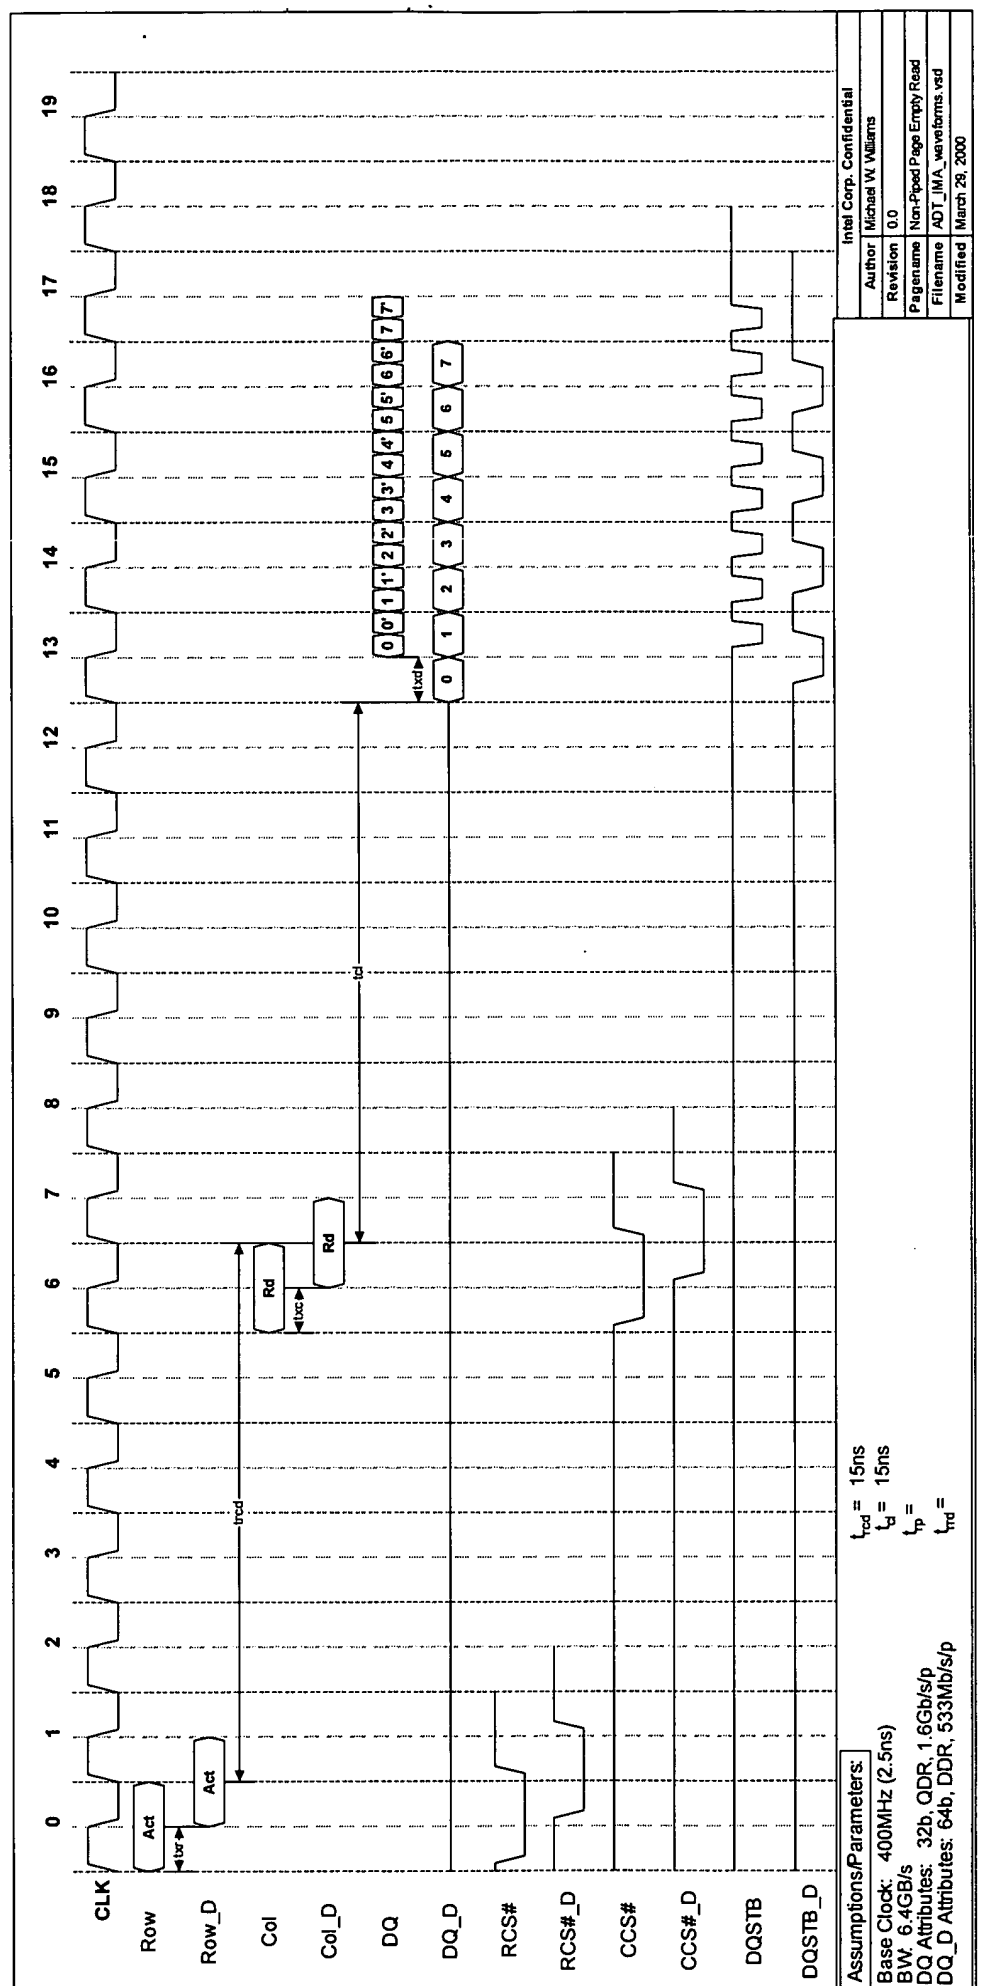 0 1 2 3 4 5 6 7 8 9 10 11 12 13 14 15 16 17 18 19
CLK
Row
Act
txr
Row_D
Act
trcd
Col
Rd
txc
Col_D
Rd
tcl
DQ
0 0' 1 1' 2 2' 3 3' 4 4' 5 5' 6 6' 7 7'
txd
DQ_D
0 1 2 3 4 5 6 7
RCS#
RCS#_D
CCS#
CCS#_D
DQSTB
DQSTB_D
Assumptions/Parameters:
Base Clock: 400MHz (2.5ns)
BW: 6.4GB/s
DQ Attributes: 32b, QDR, 1.6Gb/s/p
DQ_D Attributes: 64b, DDR, 533Mb/s/p
trcd = 15ns
tcl = 15ns
trp =
trrd =
Intel Corp. Confidential
Author Michael W. Williams
Revision 0.0
Pagename Non-Piped Page Empty Read
Filename ADT_IMA_waveforms.vsd
Modified March 29, 2000